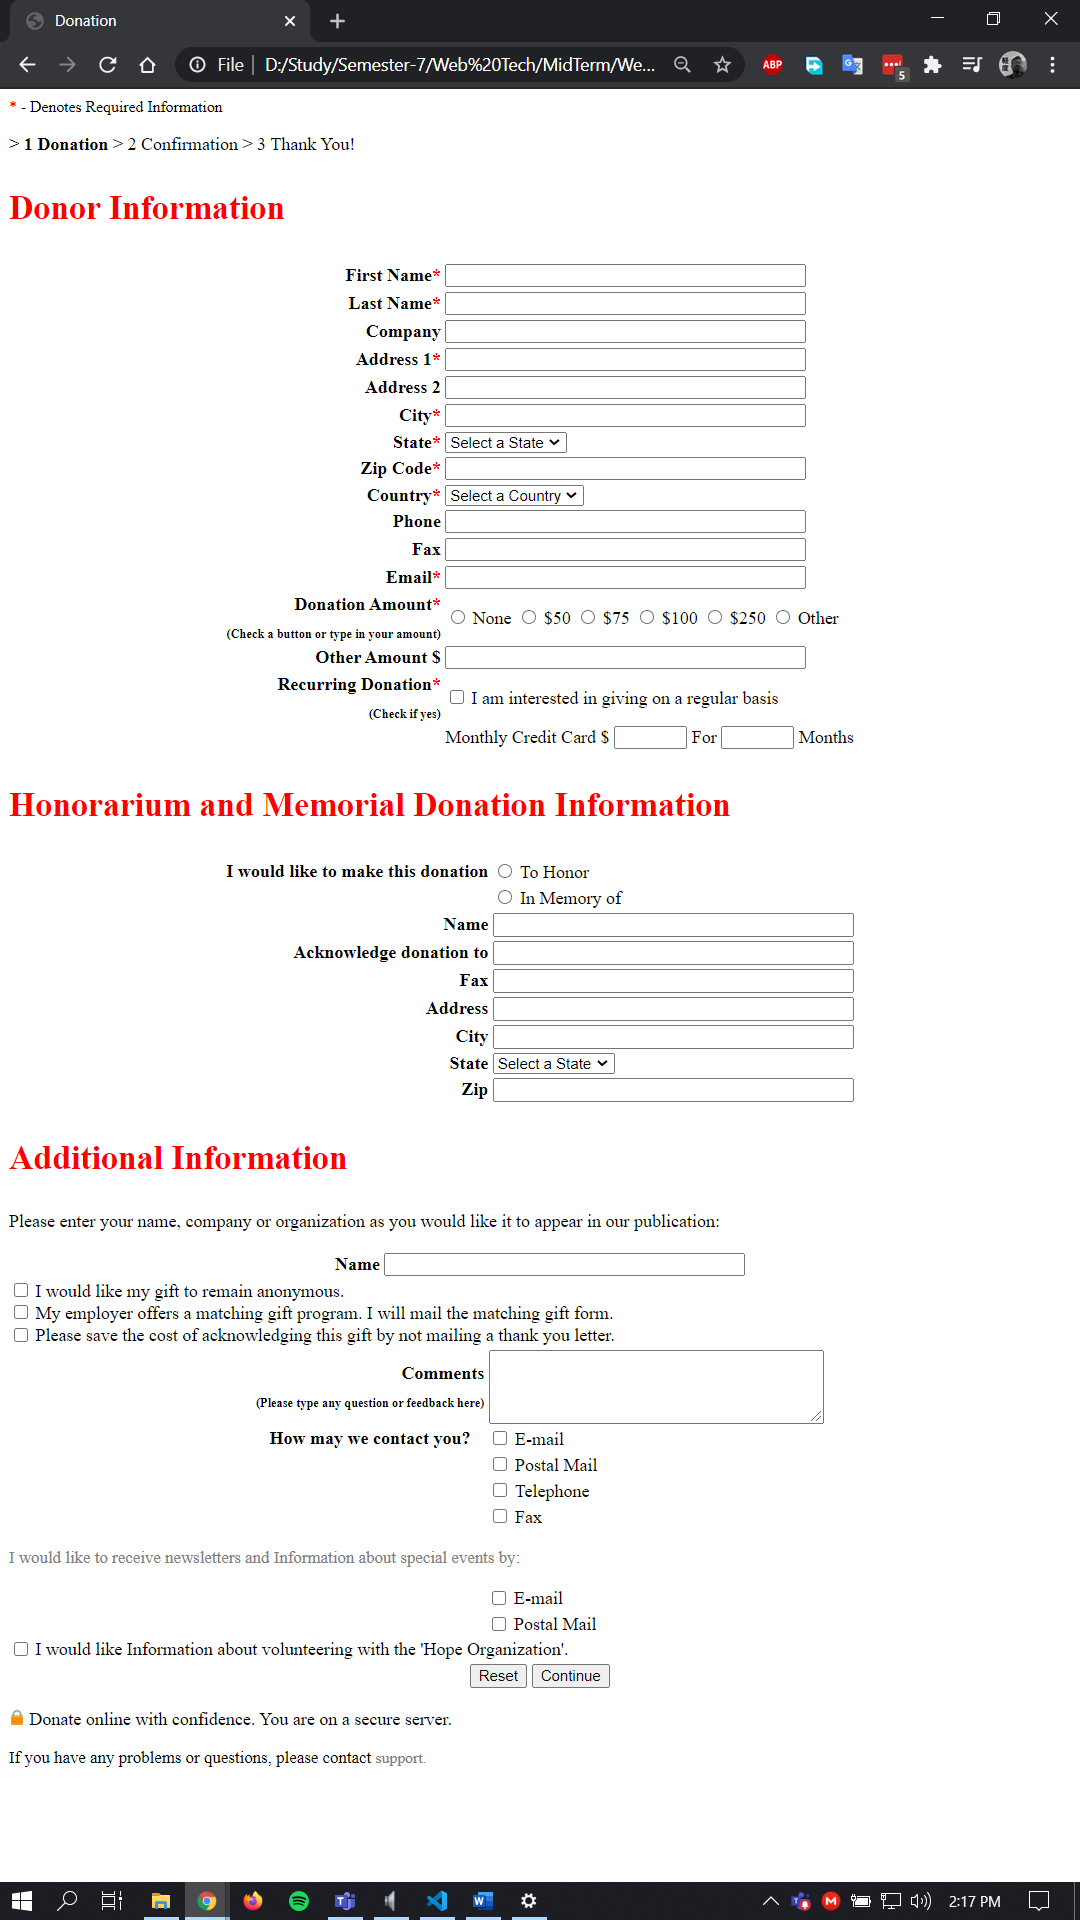 Donation
File
D:/Study/Semester-7/Web%20Tech/MidTerm/We...
ABP
5
* - Denotes Required Information
> 1 Donation > 2 Confirmation > 3 Thank You!
Donor Information
First Name*
Last Name*
Company
Address 1*
Address 2
City*
State* Select a State
Zip Code*
Country* Select a Country
Phone
Fax
Email*
Donation Amount*
(Check a button or type in your amount)
None $50 $75 $100 $250 Other
Other Amount $
Recurring Donation*
(Check if yes)
I am interested in giving on a regular basis
Monthly Credit Card $ For Months
Honorarium and Memorial Donation Information
I would like to make this donation To Honor
In Memory of
Name
Acknowledge donation to
Fax
Address
City
State Select a State
Zip
Additional Information
Please enter your name, company or organization as you would like it to appear in our publication:
Name
I would like my gift to remain anonymous.
My employer offers a matching gift program. I will mail the matching gift form.
Please save the cost of acknowledging this gift by not mailing a thank you letter.
Comments
(Please type any question or feedback here)
How may we contact you? E-mail
Postal Mail
Telephone
Fax
I would like to receive newsletters and Information about special events by:
E-mail
Postal Mail
I would like Information about volunteering with the 'Hope Organization'.
Reset Continue
Donate online with confidence. You are on a secure server.
If you have any problems or questions, please contact support.
2:17 PM